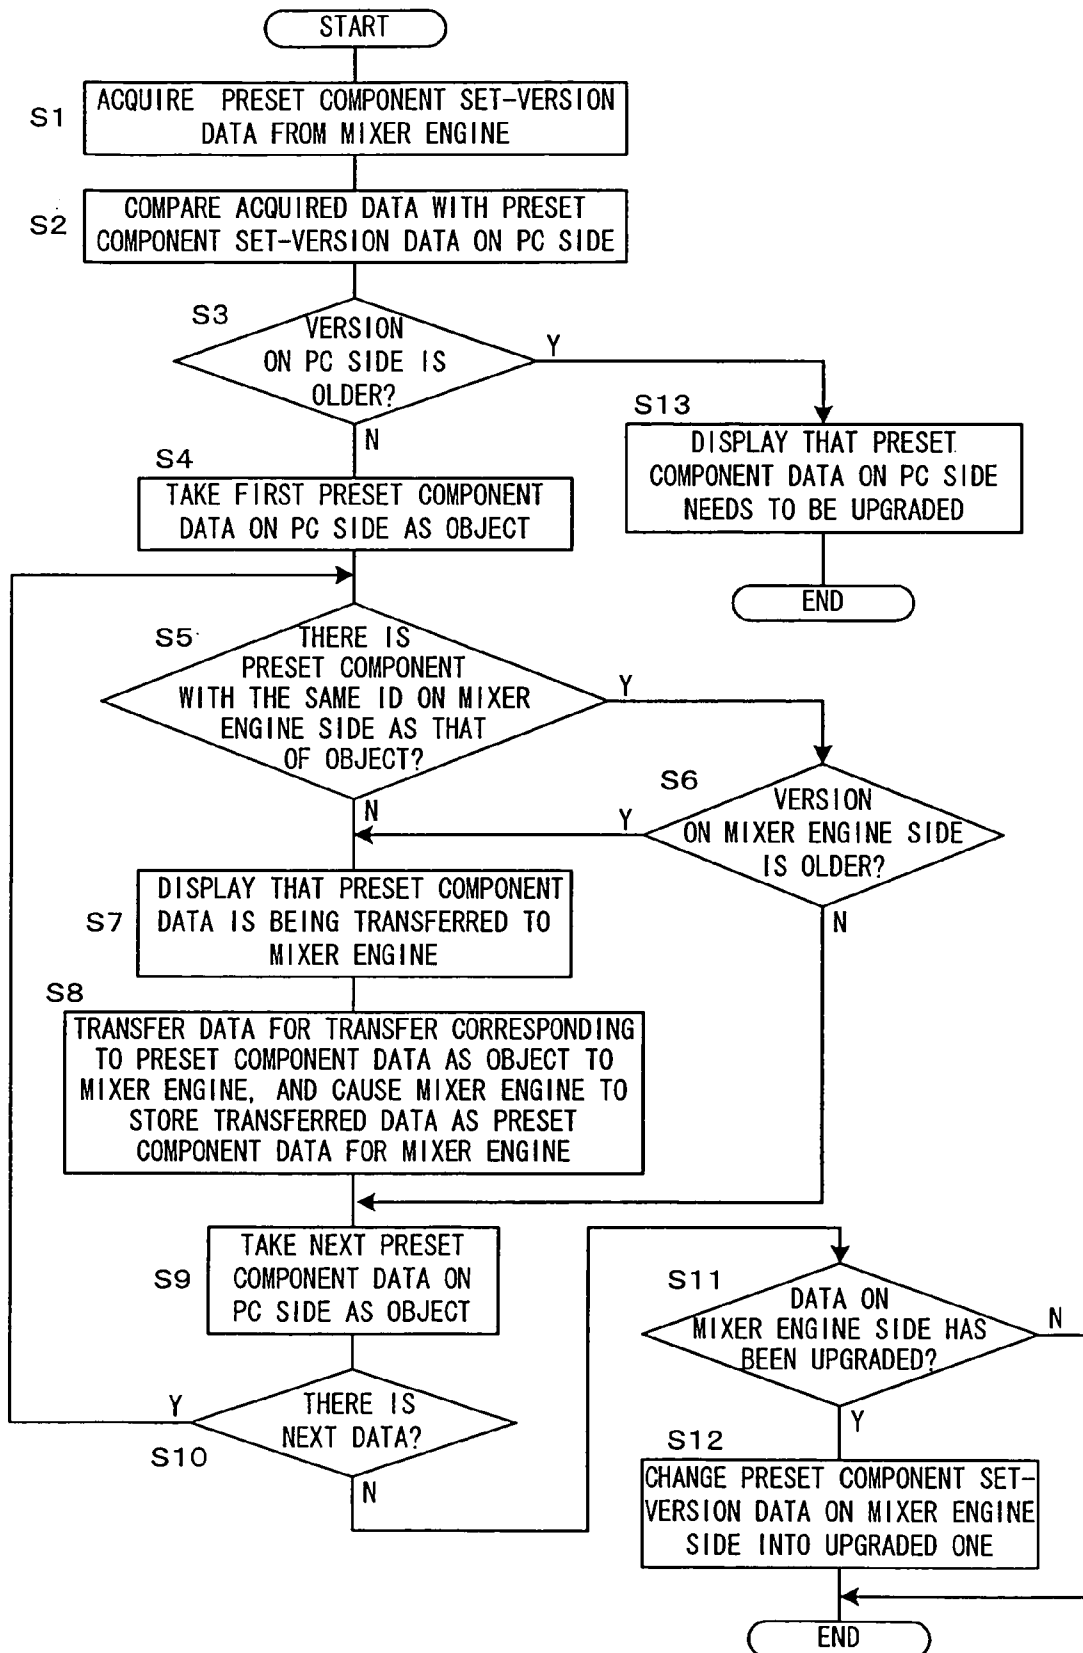 START
S1
ACQUIRE PRESET COMPONENT SET-VERSION
DATA FROM MIXER ENGINE
S2
COMPARE ACQUIRED DATA WITH PRESET
COMPONENT SET-VERSION DATA ON PC SIDE
S3
VERSION
ON PC SIDE IS
OLDER?
Y
N
S13
DISPLAY THAT PRESET
COMPONENT DATA ON PC SIDE
NEEDS TO BE UPGRADED
END
S4
TAKE FIRST PRESET COMPONENT
DATA ON PC SIDE AS OBJECT
S5
THERE IS
PRESET COMPONENT
WITH THE SAME ID ON MIXER
ENGINE SIDE AS THAT
OF OBJECT?
Y
N
S6
VERSION
ON MIXER ENGINE SIDE
IS OLDER?
Y
N
S7
DISPLAY THAT PRESET COMPONENT
DATA IS BEING TRANSFERRED TO
MIXER ENGINE
S8
TRANSFER DATA FOR TRANSFER CORRESPONDING
TO PRESET COMPONENT DATA AS OBJECT TO
MIXER ENGINE, AND CAUSE MIXER ENGINE TO
STORE TRANSFERRED DATA AS PRESET
COMPONENT DATA FOR MIXER ENGINE
S9
TAKE NEXT PRESET
COMPONENT DATA ON
PC SIDE AS OBJECT
S10
THERE IS
NEXT DATA?
Y
N
S11
DATA ON
MIXER ENGINE SIDE HAS
BEEN UPGRADED?
N
Y
S12
CHANGE PRESET COMPONENT SET-
VERSION DATA ON MIXER ENGINE
SIDE INTO UPGRADED ONE
END